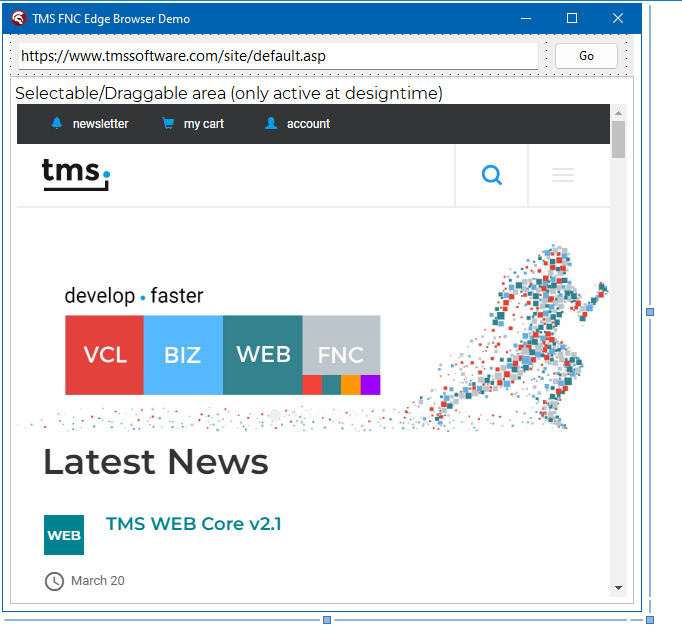 TMS FNC Edge Browser Demo
https://www.tmssoftware.com/site/default.asp
Go
Selectable/Draggable area (only active at designtime)
newsletter my cart account
tms.
develop • faster
VCL BIZ WEB FNC
Latest News
WEB TMS WEB Core v2.1
March 20